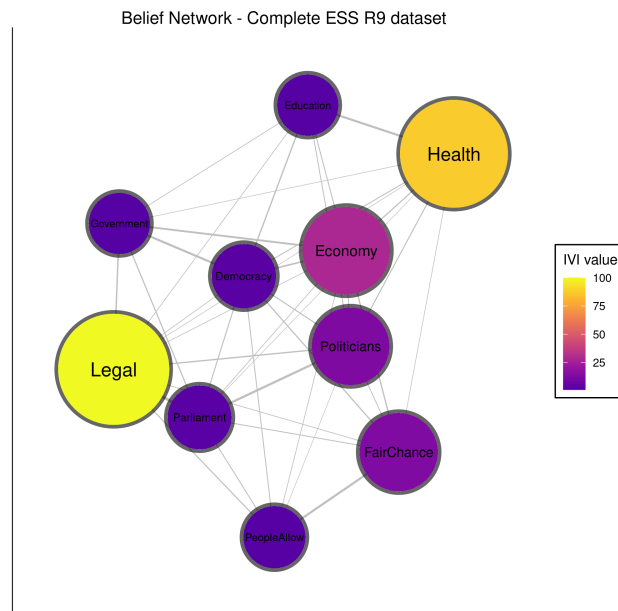 Belief Network - Complete ESS R9 dataset
Education
Health
Government
Economy
Democracy
IVI value
100
75
50
25
Politicians
Legal
Parliament
FairChance
PeopleAllow